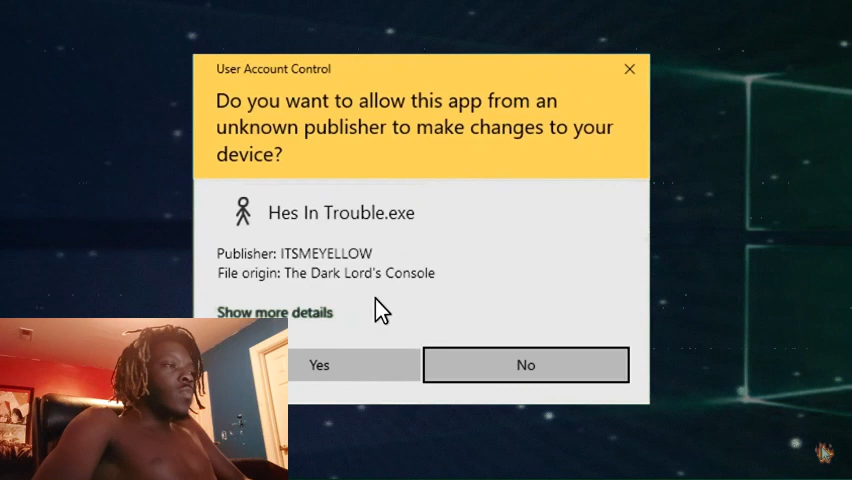 User Account Control
Do you want to allow this app from an
unknown publisher to make changes to your
device?
Hes In Trouble.exe
Publisher: ITSMEYELLOW
File origin: The Dark Lord's Console
Show more details
Yes
No